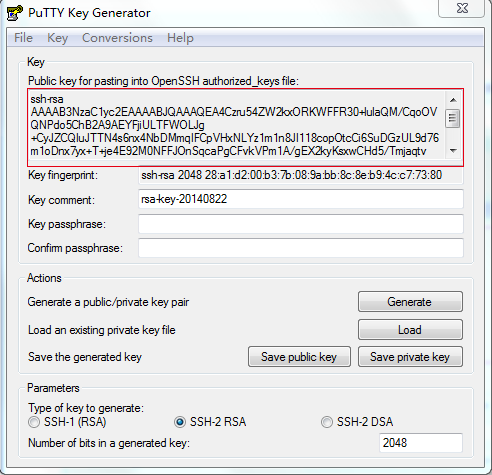 PuTTY Key Generator
File Key Conversions Help
Key
Public key for pasting into OpenSSH authorized_keys file:
ssh-rsa
AAAAB3NzaC1yc2EAAAABJQAAAQEA4Czru54ZW2kxORKWFFR30+lulaQM/CqoOV
QNPdo5ChB2A9AEYFjiULTFWOLJg
+CyJZCQIuJTTN4s6nx4NbDMmqIFCpVHxNLYz1m1n8JI118copOtcCi6SuDGzUL9d76
m1oDnx7yx+T+je4E92M0NFFJOnSqcaPgCFvkVPm1A/gEX2kyKsxwCHd5/Tmjaqtv
Key fingerprint: ssh-rsa 2048 28:a1:d2:00:b3:7b:08:9a:bb:8c:8e:b9:4c:c7:73:80
Key comment: rsa-key-20140822
Key passphrase:
Confirm passphrase:
Actions
Generate a public/private key pair Generate
Load an existing private key file Load
Save the generated key Save public key Save private key
Parameters
Type of key to generate:
SSH-1 (RSA) SSH-2 RSA SSH-2 DSA
Number of bits in a generated key: 2048